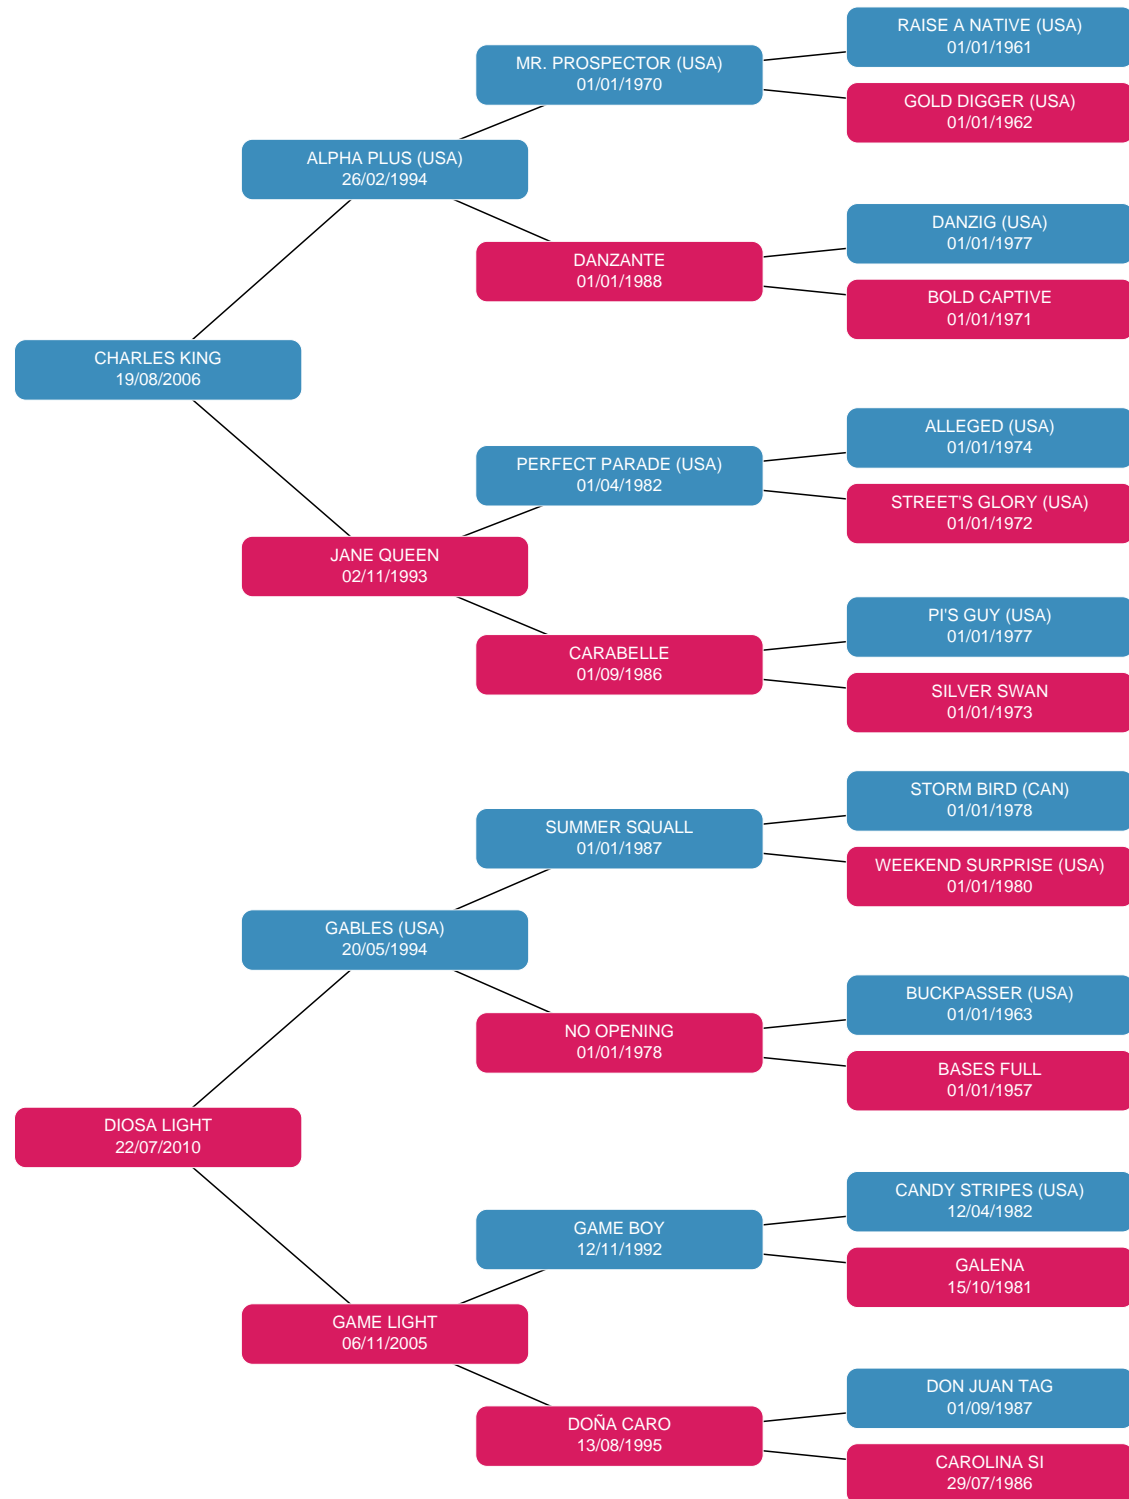 RAISE A NATIVE (USA)
01/01/1961
MR. PROSPECTOR (USA)
01/01/1970
GOLD DIGGER (USA)
01/01/1962
ALPHA PLUS (USA)
26/02/1994
DANZIG (USA)
01/01/1977
DANZANTE
01/01/1988
BOLD CAPTIVE
01/01/1971
CHARLES KING
19/08/2006
ALLEGED (USA)
01/01/1974
PERFECT PARADE (USA)
01/04/1982
STREET'S GLORY (USA)
01/01/1972
JANE QUEEN
02/11/1993
PI'S GUY (USA)
01/01/1977
CARABELLE
01/09/1986
SILVER SWAN
01/01/1973
STORM BIRD (CAN)
01/01/1978
SUMMER SQUALL
01/01/1987
WEEKEND SURPRISE (USA)
01/01/1980
GABLES (USA)
20/05/1994
BUCKPASSER (USA)
01/01/1963
NO OPENING
01/01/1978
BASES FULL
01/01/1957
DIOSA LIGHT
22/07/2010
CANDY STRIPES (USA)
12/04/1982
GAME BOY
12/11/1992
GALENA
15/10/1981
GAME LIGHT
06/11/2005
DON JUAN TAG
01/09/1987
DOÑA CARO
13/08/1995
CAROLINA SI
29/07/1986